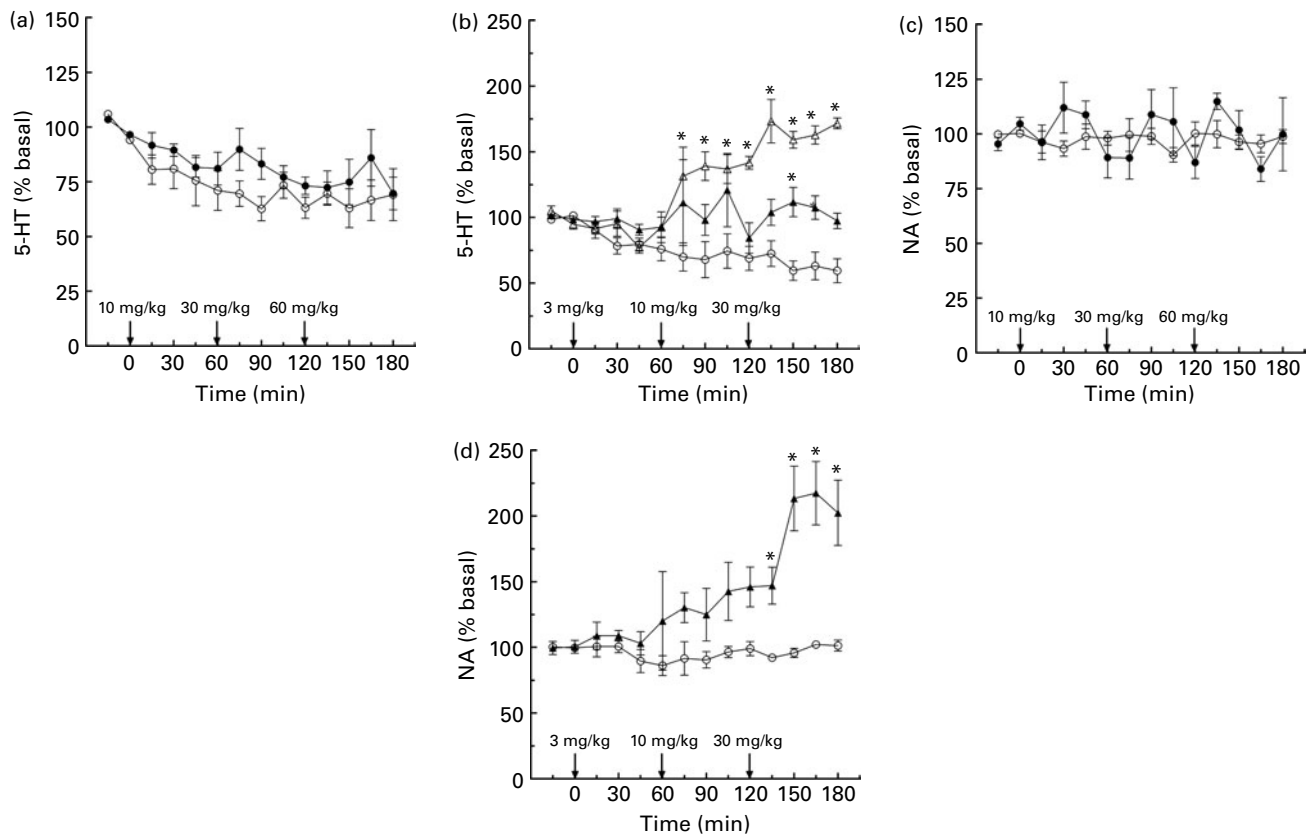 (a)
150
125
100
75
50
25
0
5-HT (% basal)
10 mg/kg 30 mg/kg 60 mg/kg
0 30 60 90 120 150 180
Time (min)
(b)
250
200
150
100
50
0
5-HT (% basal)
* * * * * * * *
*
3 mg/kg 10 mg/kg 30 mg/kg
0 30 60 90 120 150 180
Time (min)
(c)
150
125
100
75
50
25
0
NA (% basal)
10 mg/kg 30 mg/kg 60 mg/kg
0 30 60 90 120 150 180
Time (min)
(d)
250
200
150
100
50
0
NA (% basal)
* * * *
3 mg/kg 10 mg/kg 30 mg/kg
0 30 60 90 120 150 180
Time (min)